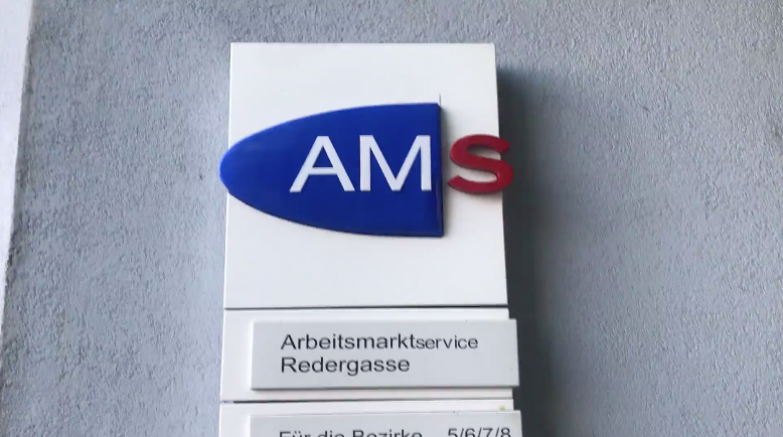 AMS
Arbeitsmarktservice
Redergasse
Für die Bezirke 5/6/7/8